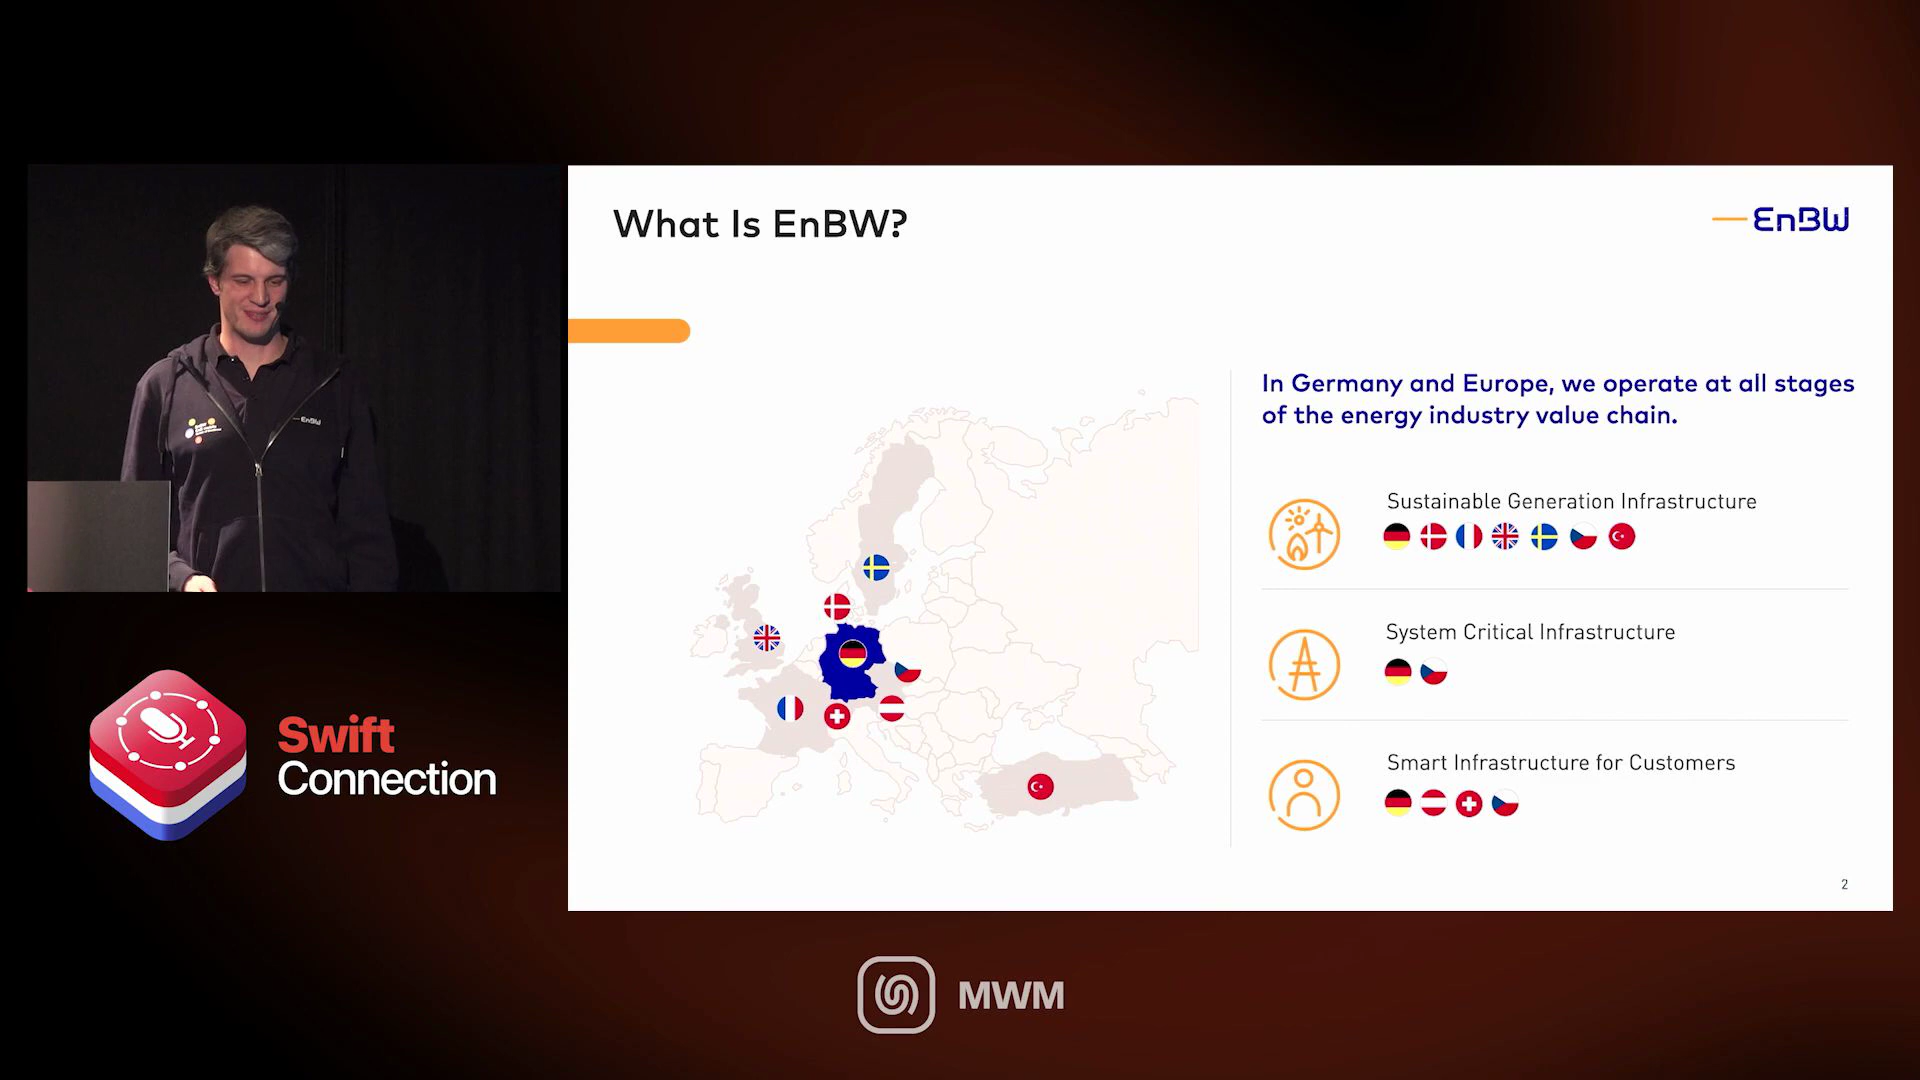 What Is EnBW?
EnBW
In Germany and Europe, we operate at all stages
of the energy industry value chain.
Sustainable Generation Infrastructure
System Critical Infrastructure
Smart Infrastructure for Customers
2
EnBW
Swift
Connection
MWM